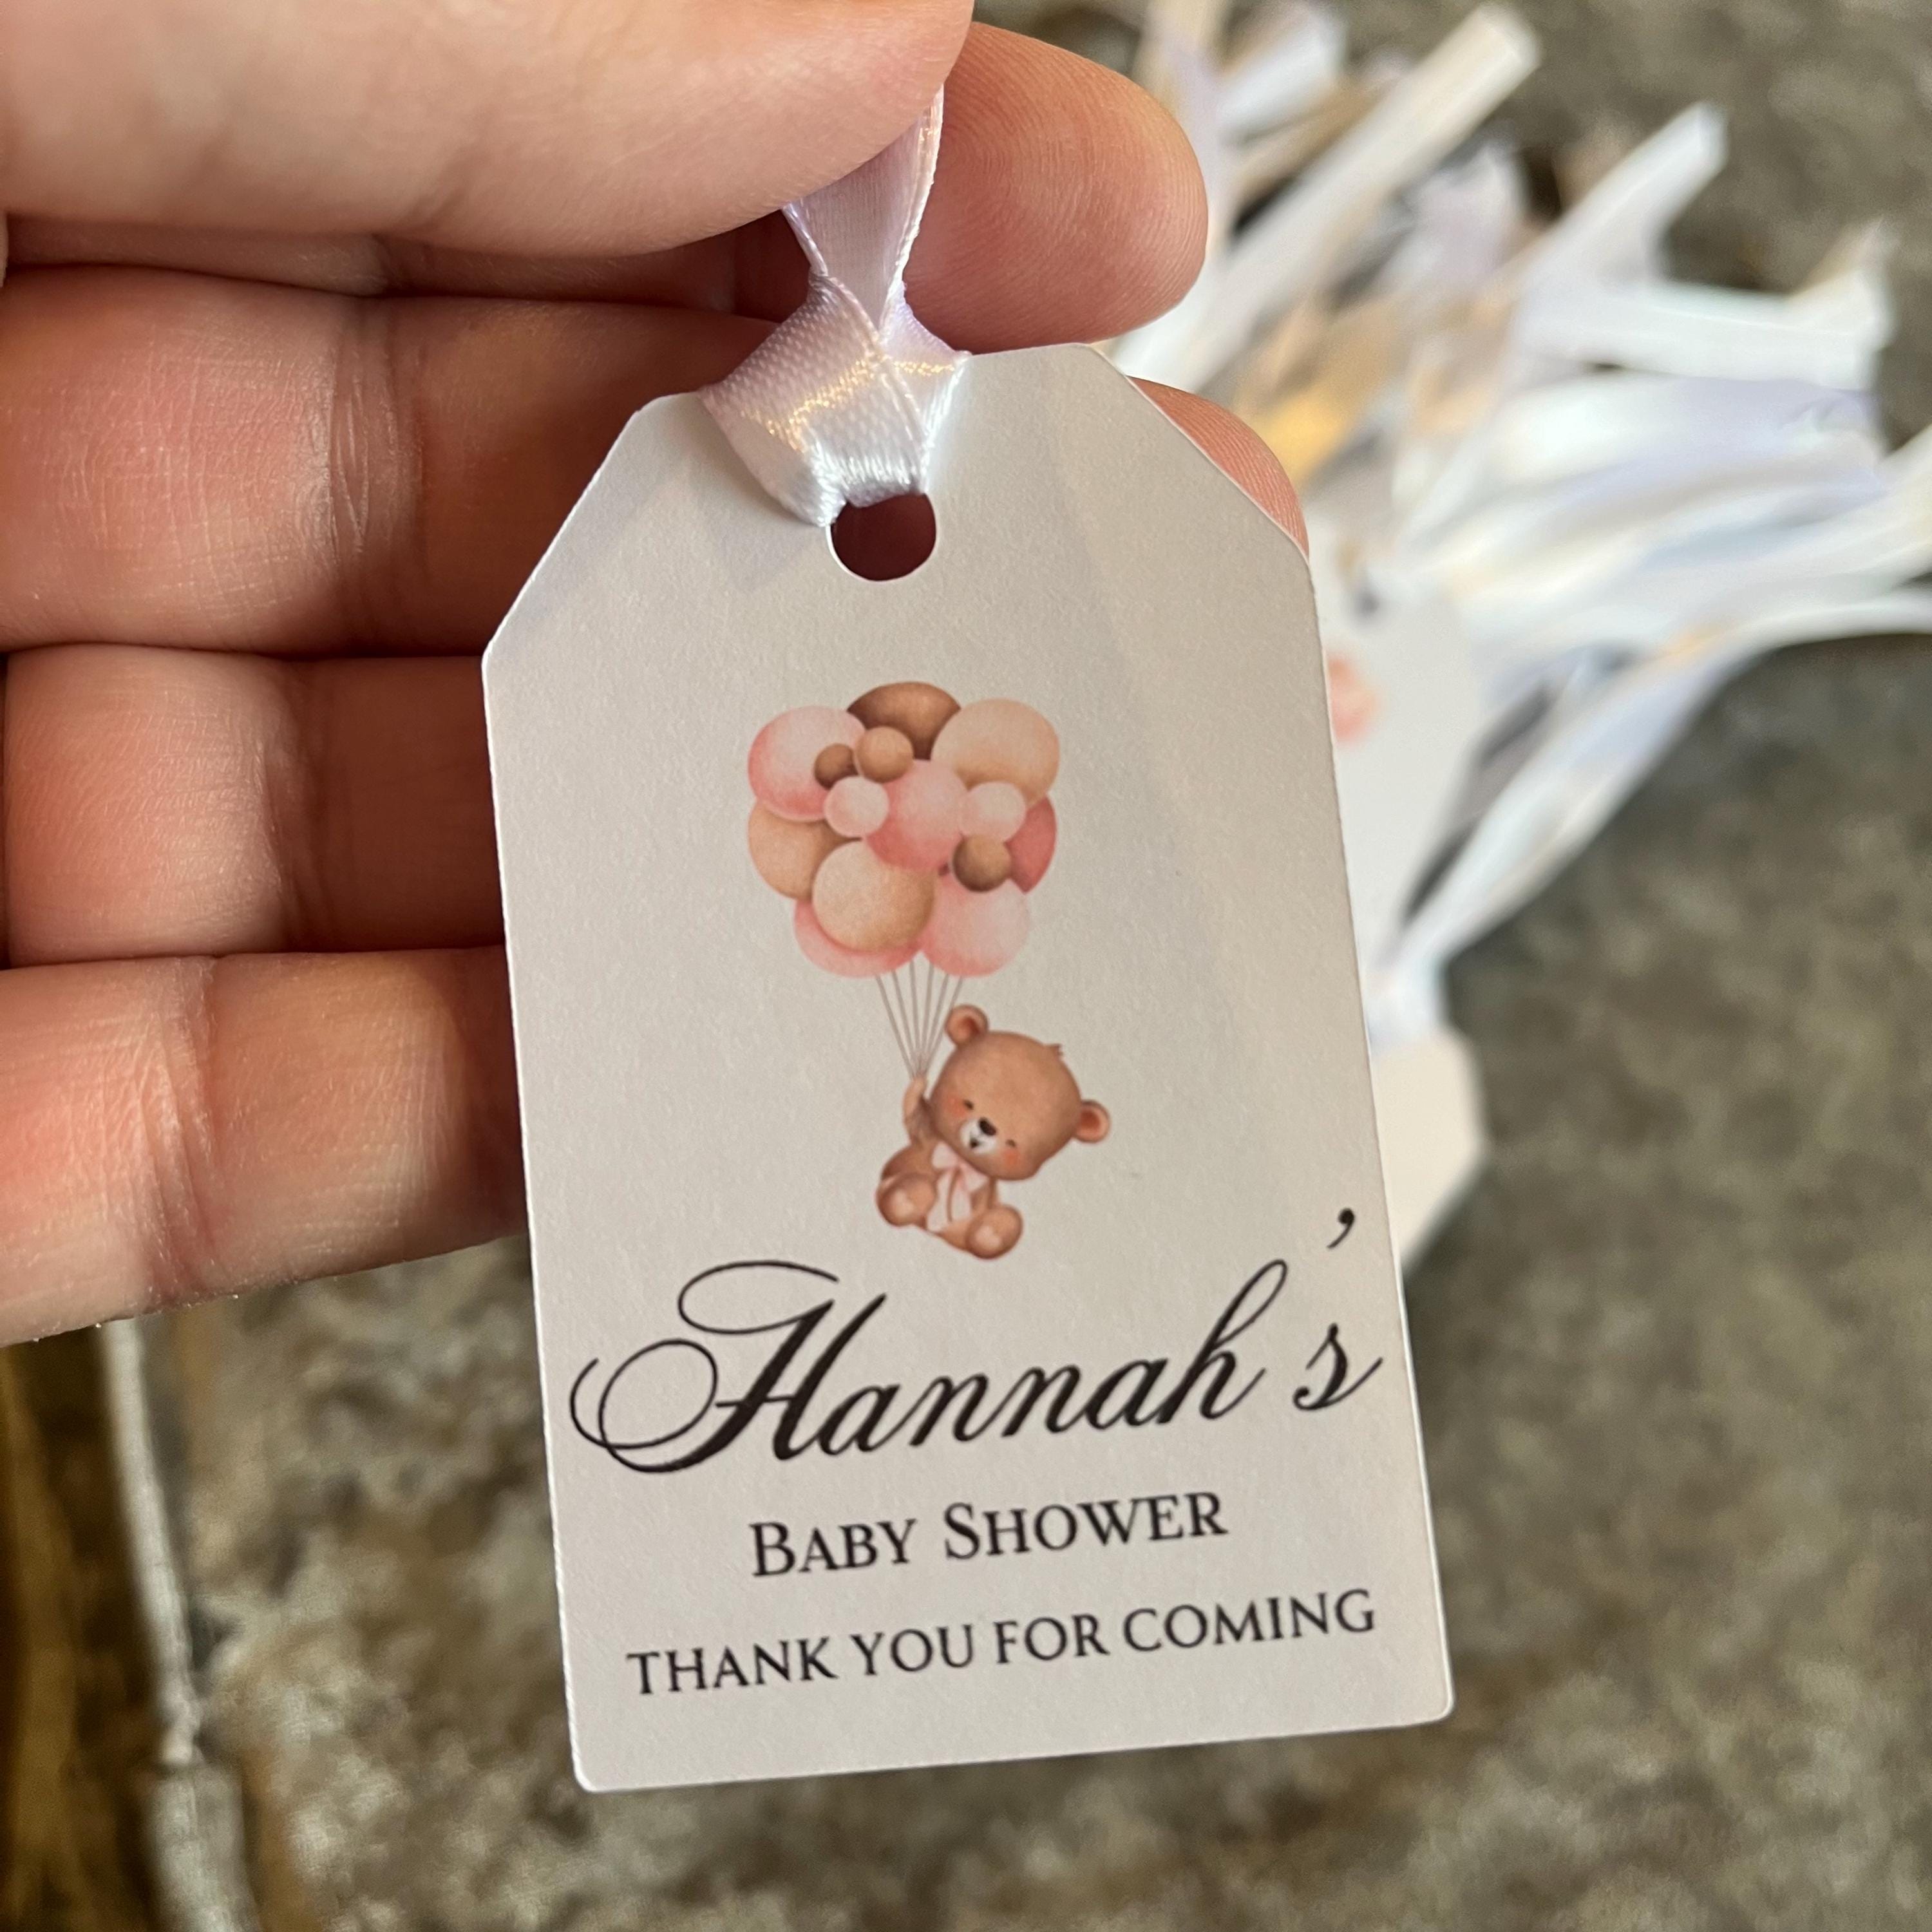 Hannah's
BABY SHOWER
THANK YOU FOR COMING